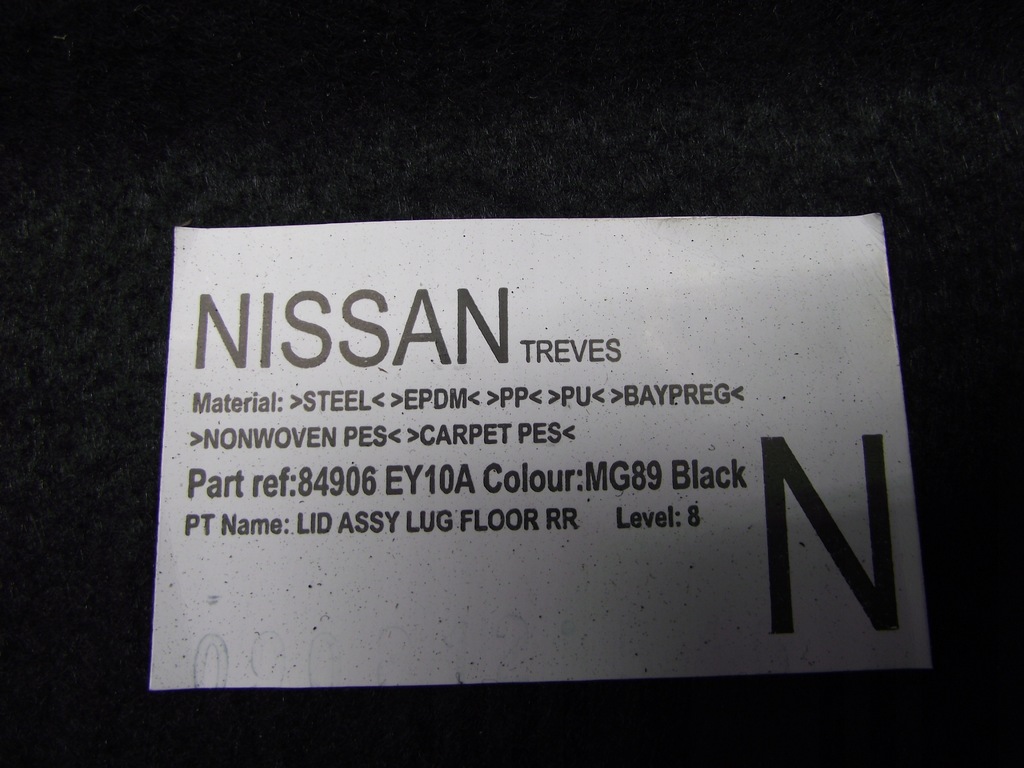 NISSAN TREVES
Material: >STEEL< >EPDM< >PP< >PU< >BAYPREG<
>NONWOVEN PES< >CARPET PES<
Part ref:84906 EY10A Colour:MG89 Black
PT Name: LID ASSY LUG FLOOR RR Level: 8
N